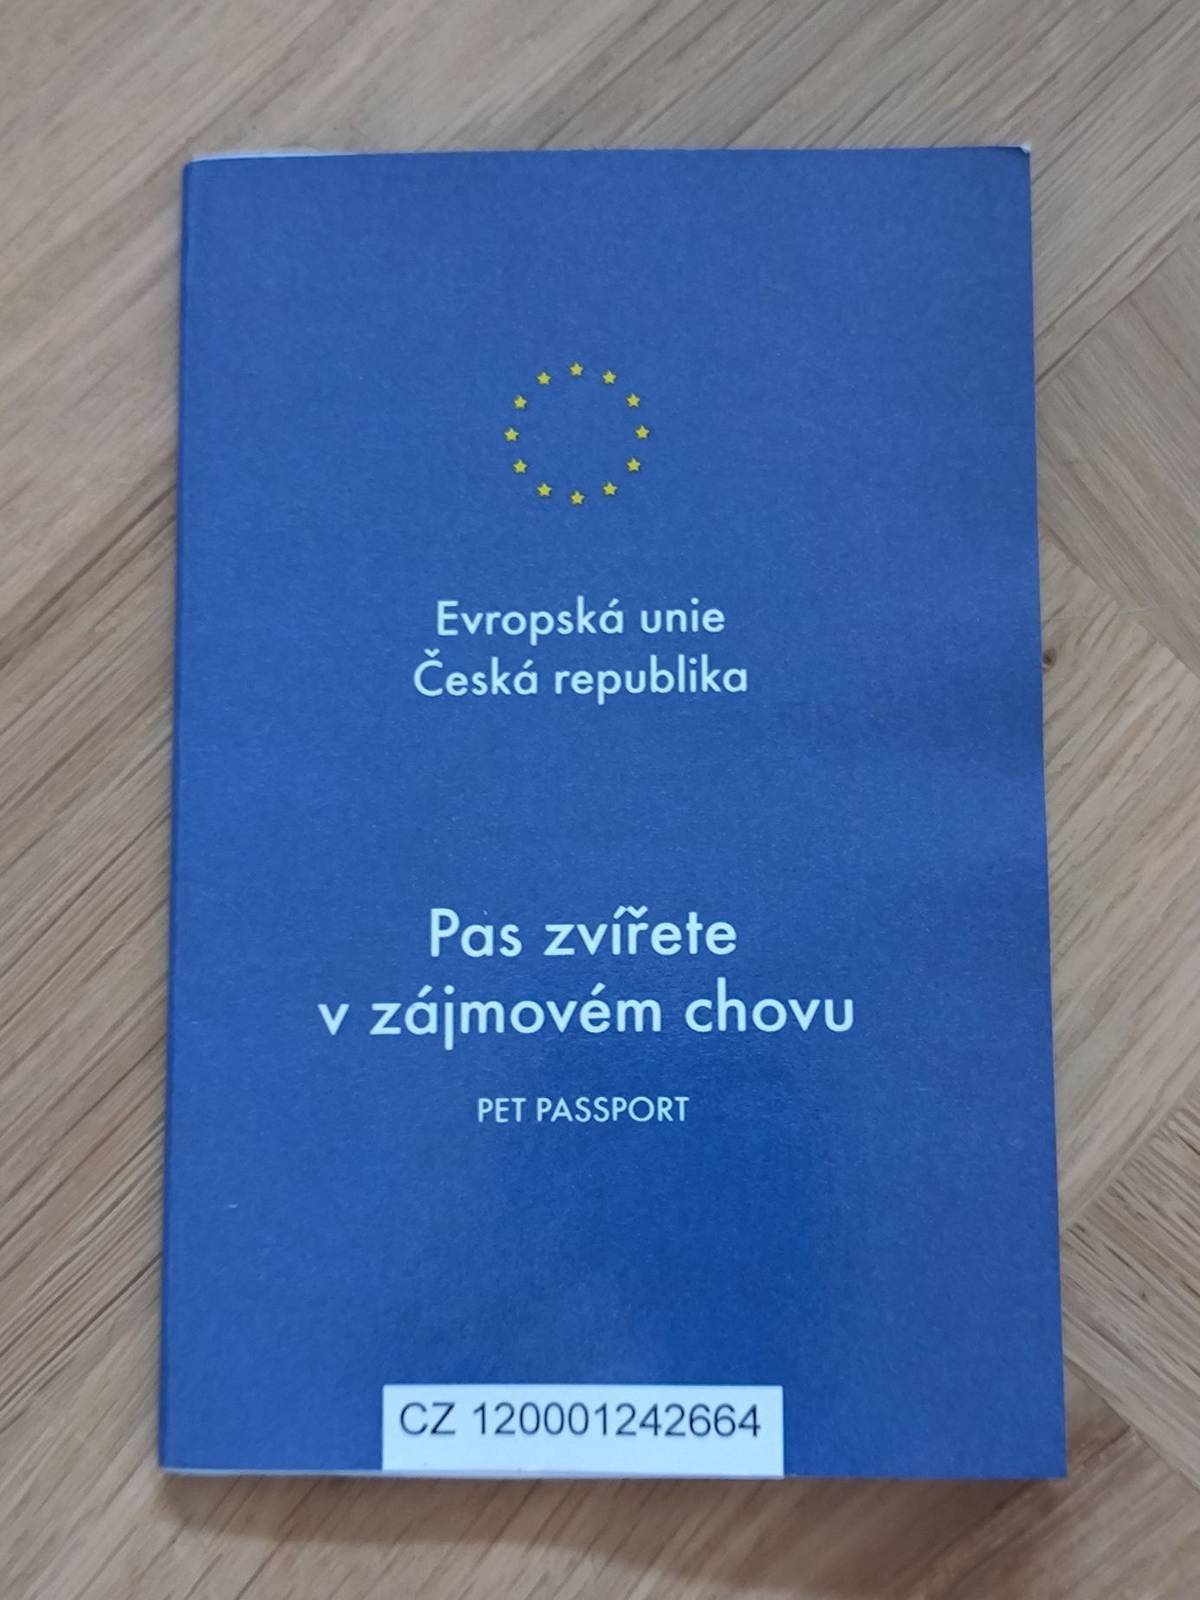 Evropská unie
Česká republika
Pas zvířete
v zájmovém chovu
PET PASSPORT
CZ 120001242664